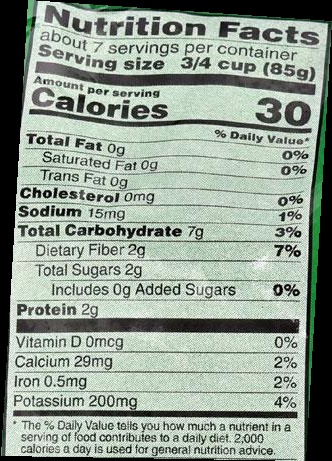 Nutrition Facts
about 7 servings per container
Serving size 3/4 cup (85g)
Amount per serving
Calories 30
% Daily Value*
Total Fat 0g 0%
Saturated Fat 0g 0%
Trans Fat 0g
Cholesterol 0mg 0%
Sodium 15mg 1%
Total Carbohydrate 7g 3%
Dietary Fiber 2g 7%
Total Sugars 2g
Includes 0g Added Sugars 0%
Protein 2g
Vitamin D 0mcg 0%
Calcium 29mg 2%
Iron 0.5mg 2%
Potassium 200mg 4%
* The % Daily Value tells you how much a nutrient in a
serving of food contributes to a daily diet. 2,000
calories a day is used for general nutrition advice.